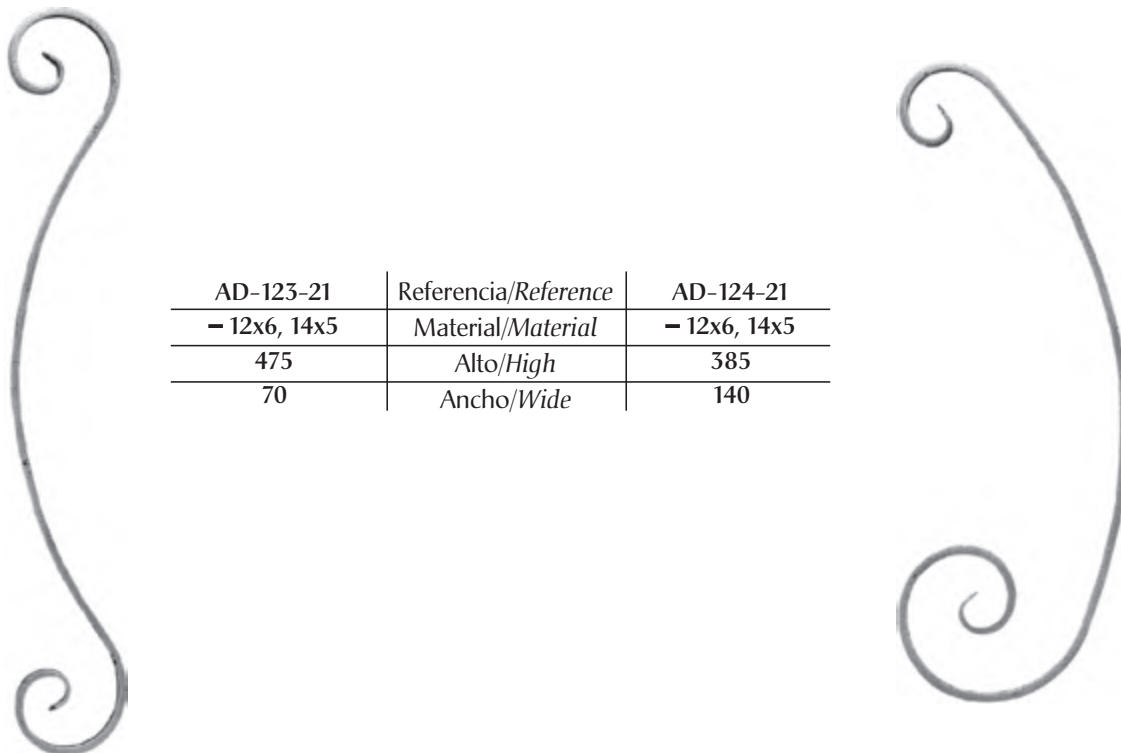 AD-123-21 Referencia/Reference AD-124-21
– 12x6, 14x5 Material/Material – 12x6, 14x5
475 Alto/High 385
70 Ancho/Wide 140